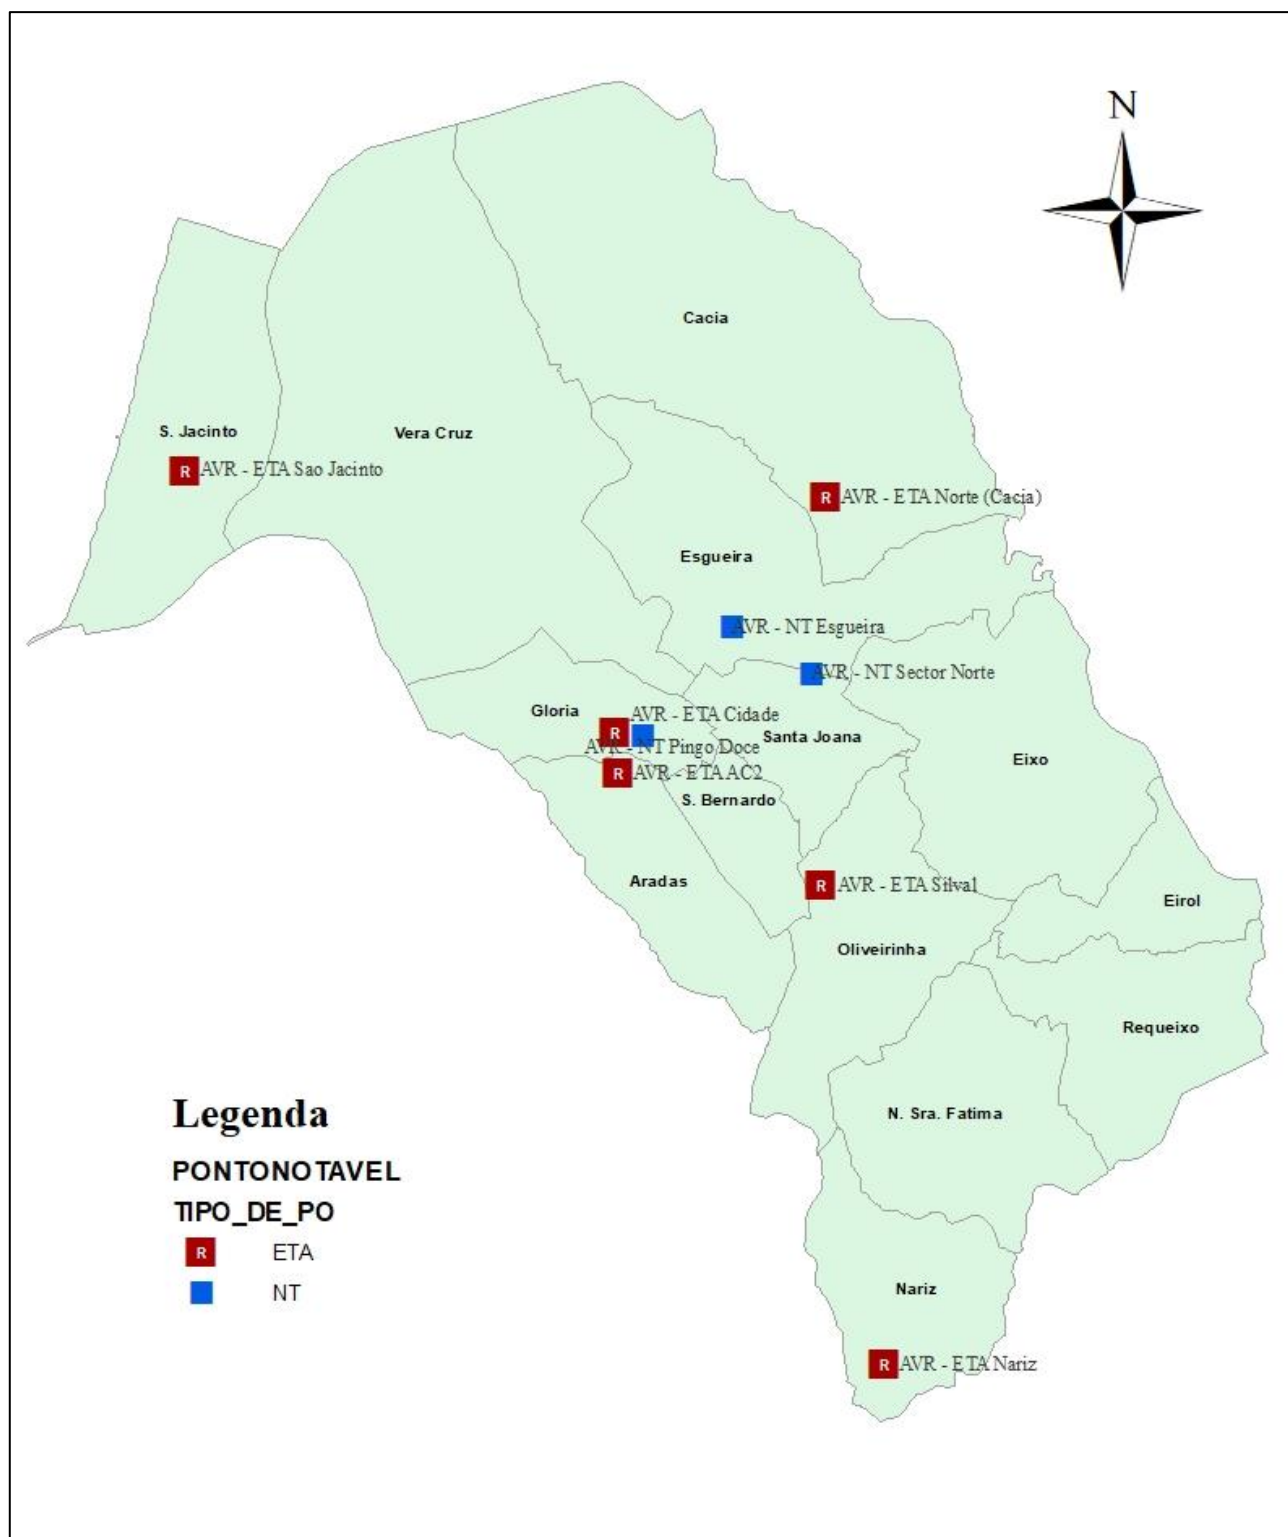 N
Cacia
S. Jacinto
Vera Cruz
R AVR - ETA Sao Jacinto
R AVR - ETA Norte (Cacia)
Esgueira
AVR - NT Esgueira
AVR - NT Sector Norte
Gloria
AVR - ETA Cidade
R
Santa Joana
AVR - NT Pingo Doce
Eixo
R AVR - ETA AC2
S. Bernardo
Aradas
R AVR - ETA Silval
Eirol
Oliveirinha
Requeixo
N. Sra. Fatima
Legenda
PONTONOTAVEL
TIPO_DE_PO
R ETA
NT
Nariz
R AVR - ETA Nariz